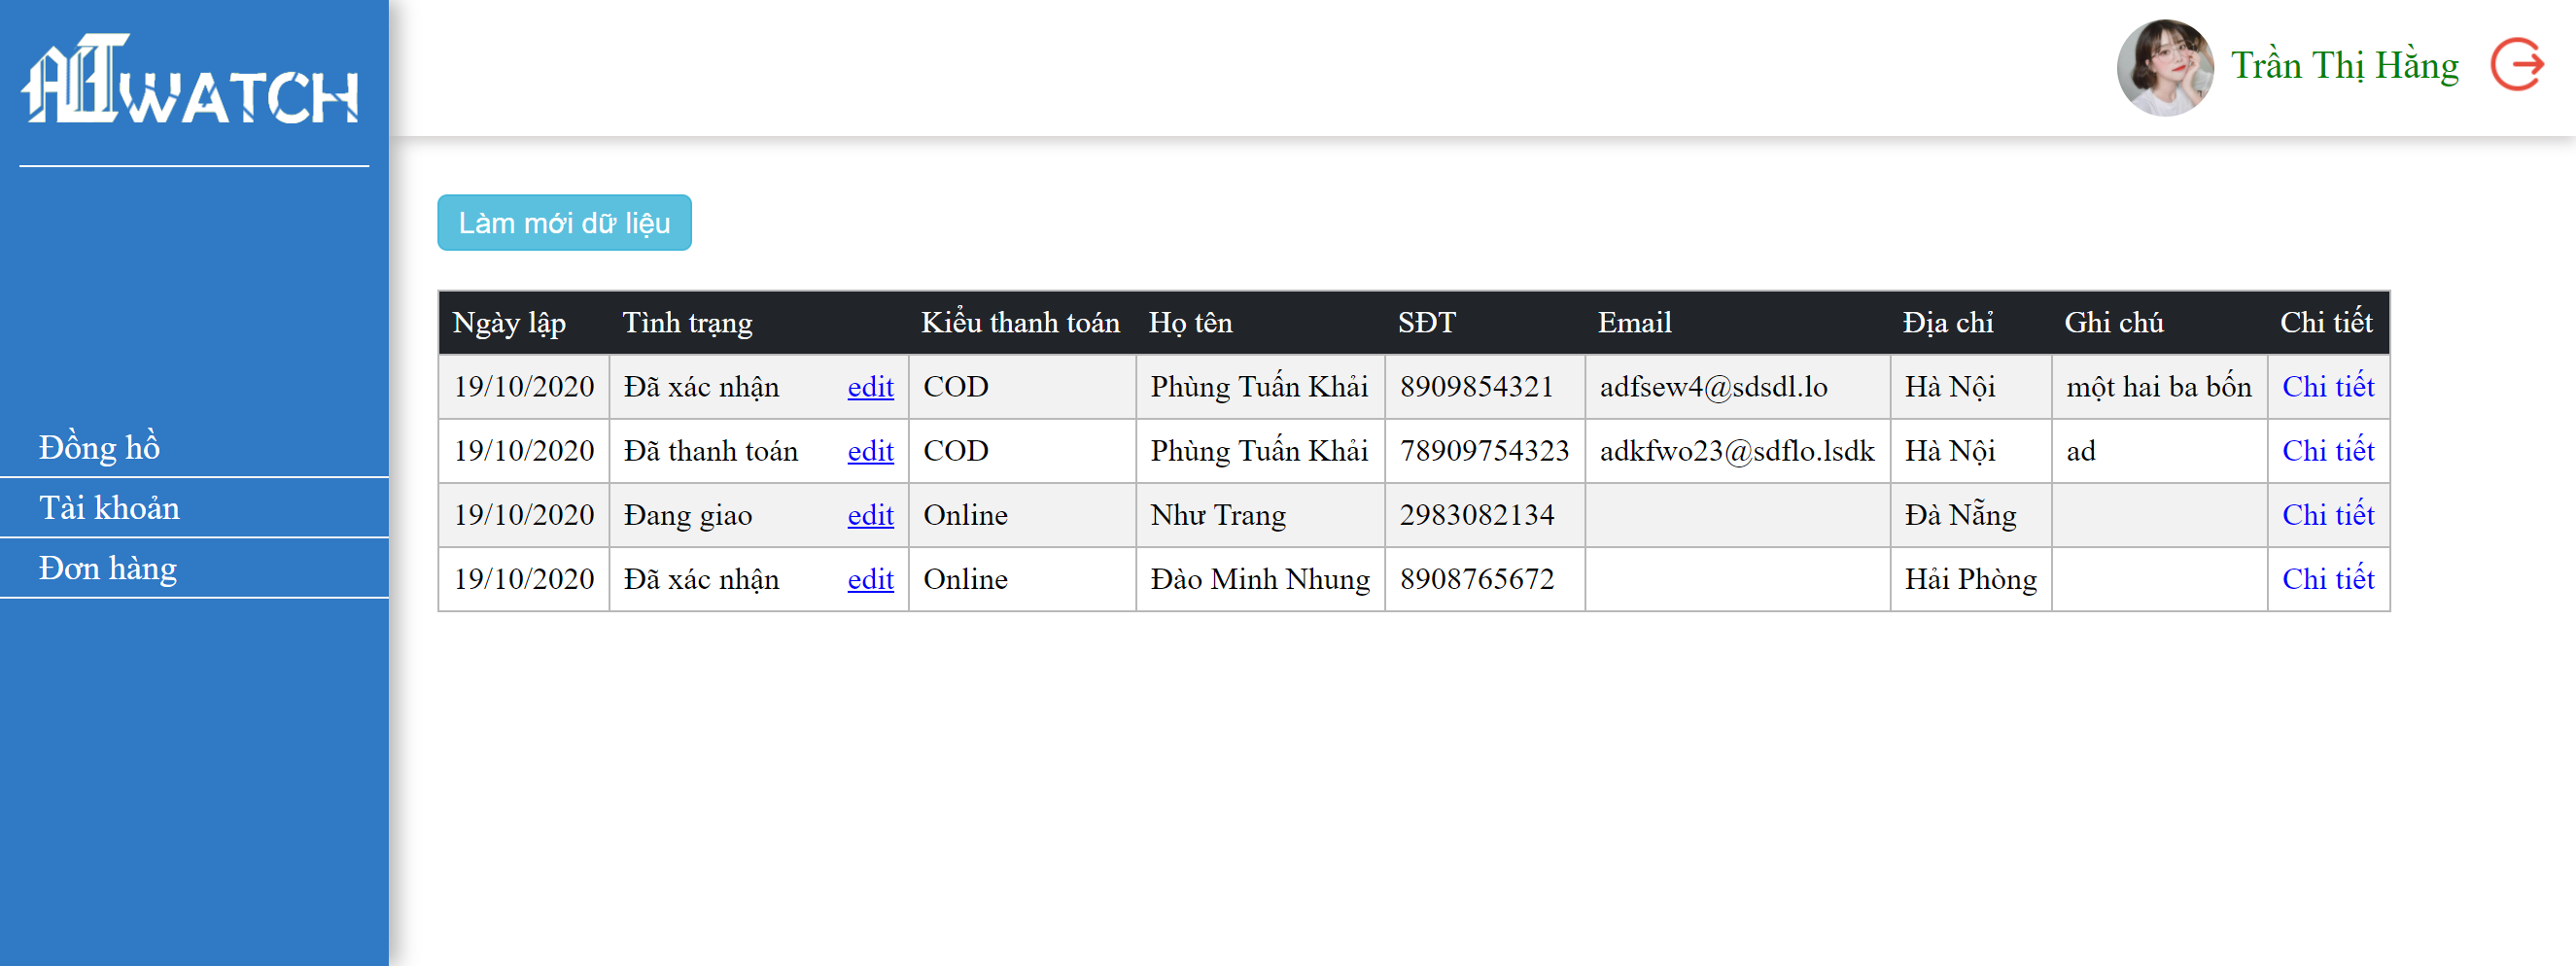 WATCH
Trần Thị Hằng
Làm mới dữ liệu
Ngày lập Tình trạng Kiểu thanh toán Họ tên SĐT Email Địa chỉ Ghi chú Chi tiết
19/10/2020 Đã xác nhận edit COD Phùng Tuấn Khải 8909854321 adfsew4@sdsdl.lo Hà Nội một hai ba bốn Chi tiết
19/10/2020 Đã thanh toán edit COD Phùng Tuấn Khải 78909754323 adkfwo23@sdflo.lsdk Hà Nội ad Chi tiết
19/10/2020 Đang giao edit Online Như Trang 2983082134 Đà Nẵng Chi tiết
19/10/2020 Đã xác nhận edit Online Đào Minh Nhung 8908765672 Hải Phòng Chi tiết
Đồng hồ
Tài khoản
Đơn hàng